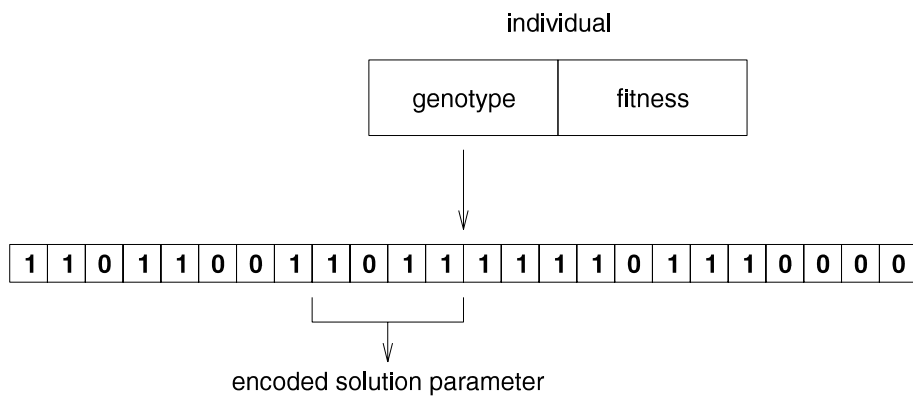 individual
genotype fitness
1 1 0 1 1 0 0 1 1 0 1 1 1 1 1 1 0 1 1 1 0 0 0 0
encoded solution parameter